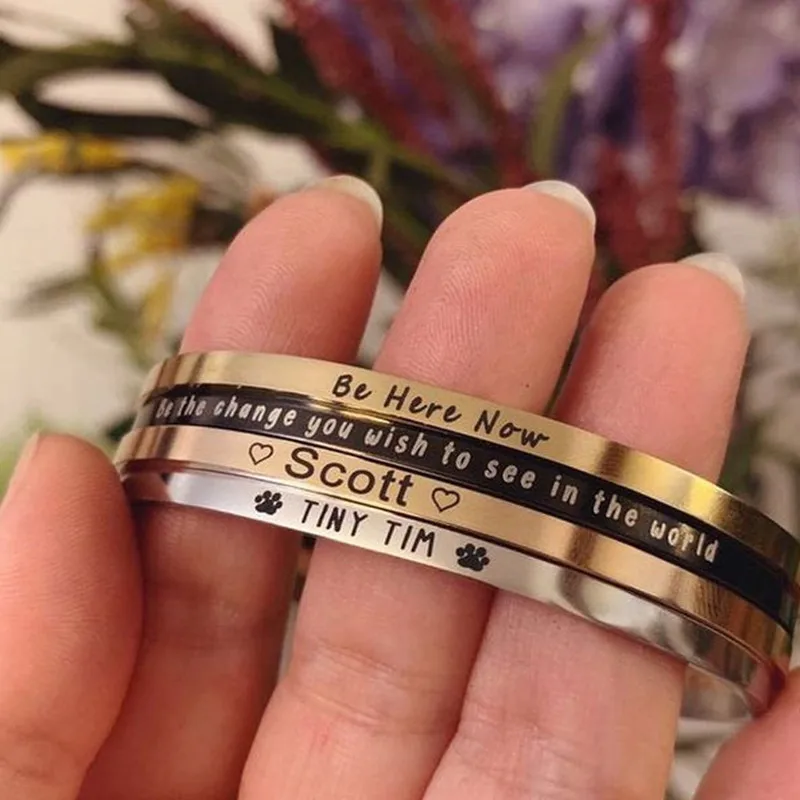 Be Here Now
Be the change you wish to see in the world
♡ Scott ♡
🐾 TINY TIM 🐾